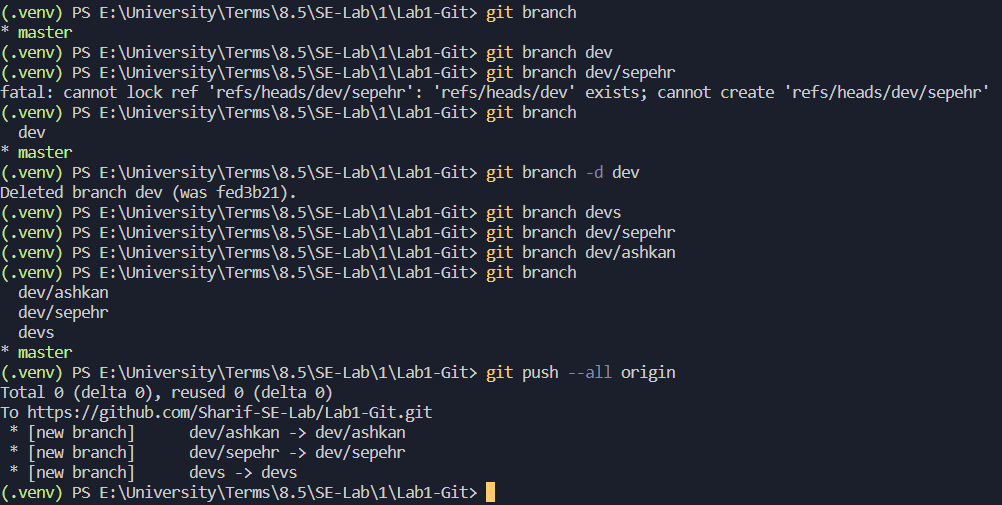 (.venv) PS E:\University\Terms\8.5\SE-Lab\1\Lab1-Git> git branch
* master
(.venv) PS E:\University\Terms\8.5\SE-Lab\1\Lab1-Git> git branch dev
(.venv) PS E:\University\Terms\8.5\SE-Lab\1\Lab1-Git> git branch dev/sepehr
fatal: cannot lock ref 'refs/heads/dev/sepehr': 'refs/heads/dev' exists; cannot create 'refs/heads/dev/sepehr'
(.venv) PS E:\University\Terms\8.5\SE-Lab\1\Lab1-Git> git branch
  dev
* master
(.venv) PS E:\University\Terms\8.5\SE-Lab\1\Lab1-Git> git branch -d dev
Deleted branch dev (was fed3b21).
(.venv) PS E:\University\Terms\8.5\SE-Lab\1\Lab1-Git> git branch devs
(.venv) PS E:\University\Terms\8.5\SE-Lab\1\Lab1-Git> git branch dev/sepehr
(.venv) PS E:\University\Terms\8.5\SE-Lab\1\Lab1-Git> git branch dev/ashkan
(.venv) PS E:\University\Terms\8.5\SE-Lab\1\Lab1-Git> git branch
  dev/ashkan
  dev/sepehr
  devs
* master
(.venv) PS E:\University\Terms\8.5\SE-Lab\1\Lab1-Git> git push --all origin
Total 0 (delta 0), reused 0 (delta 0)
To https://github.com/Sharif-SE-Lab/Lab1-Git.git
 * [new branch]      dev/ashkan -> dev/ashkan
 * [new branch]      dev/sepehr -> dev/sepehr
 * [new branch]      devs -> devs
(.venv) PS E:\University\Terms\8.5\SE-Lab\1\Lab1-Git>